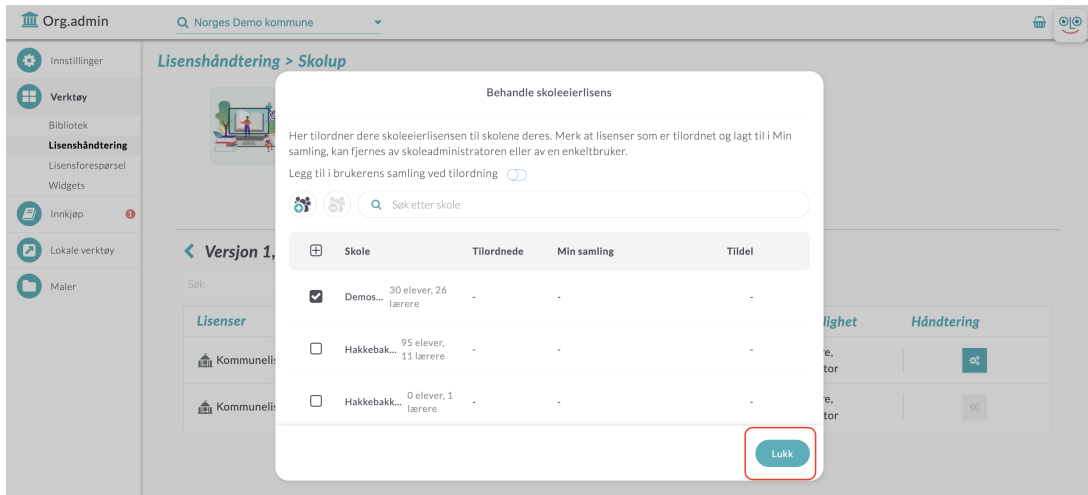 Org.admin
Norges Demo kommune
Innstillinger
Lisenshåndtering > Skolup
Verktøy
Bibliotek
Lisenshåndtering
Lisensforespørsel
Widgets
Innkjøp
Lokale verktøy
Maler
Behandle skoleeierlisens
Her tilordner dere skoleeierlisensen til skolene deres. Merk at lisenser som er tilordnet og lagt til i Min
samling, kan fjernes av skoleadministratoren eller av en enkeltbruker.
Legg til i brukerens samling ved tilordning
Søk etter skole
Versjon 1,
Skole Tilordnede Min samling Tildel
Søk
Demos... 30 elever, 26
lærere - - -
Lisenser lighet Håndtering
Hakkebak... 95 elever,
11 lærere - - -
Kommunelis re,
tor
Hakkebakk... 0 elever, 1
lærere - - -
Kommunelis re,
tor
Lukk